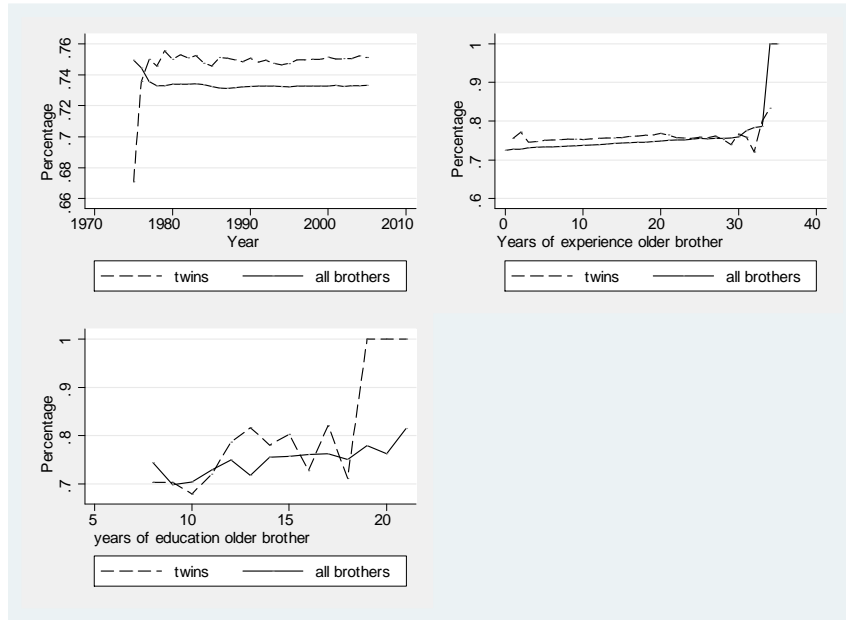 Percentage
.66 .68 .7 .72 .74 .76
1970 1980 1990 2000 2010
Year
twins all brothers
Percentage
.6 .7 .8 .9 1
0 10 20 30 40
Years of experience older brother
twins all brothers
Percentage
.7 .8 .9 1
5 10 15 20
years of education older brother
twins all brothers